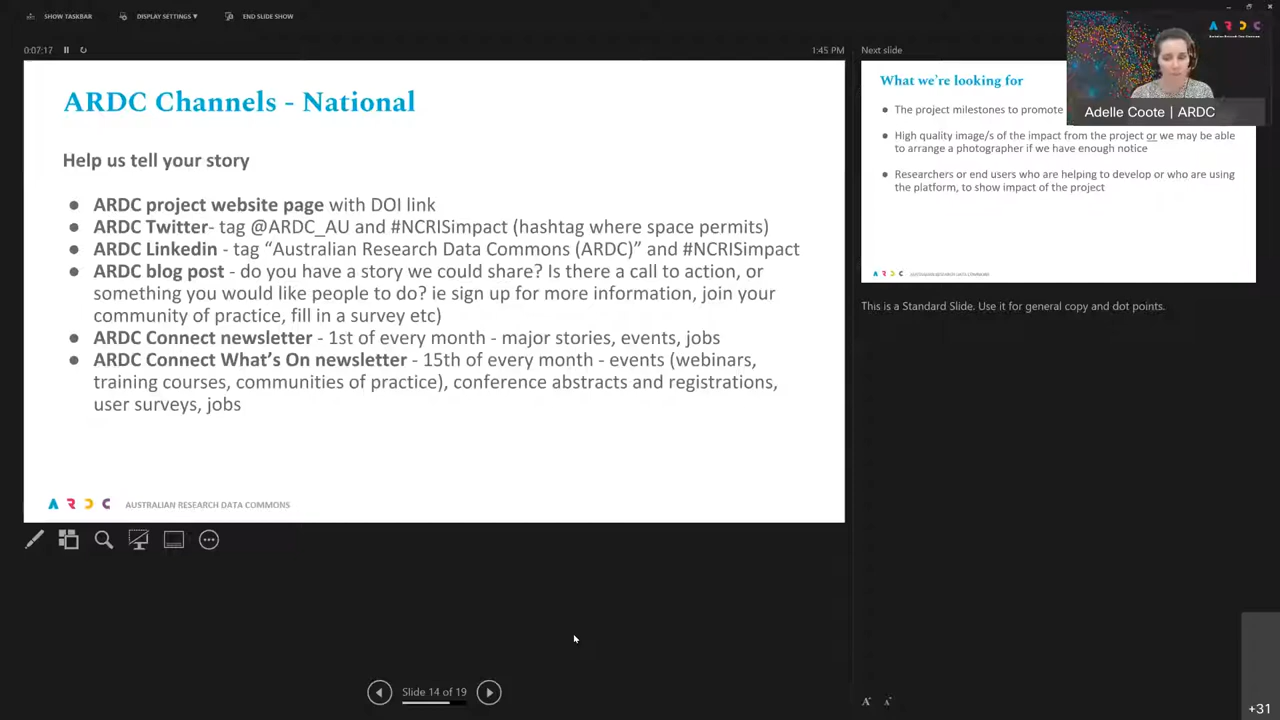 SHOW TASKBAR
DISPLAY SETTINGS ▼
END SLIDE SHOW
0:07:17
1:45 PM
ARDC Channels - National
Help us tell your story
● ARDC project website page with DOI link
● ARDC Twitter- tag @ARDC_AU and #NCRISimpact (hashtag where space permits)
● ARDC Linkedin - tag “Australian Research Data Commons (ARDC)” and #NCRISimpact
● ARDC blog post - do you have a story we could share? Is there a call to action, or
something you would like people to do? ie sign up for more information, join your
community of practice, fill in a survey etc)
● ARDC Connect newsletter - 1st of every month - major stories, events, jobs
● ARDC Connect What’s On newsletter - 15th of every month - events (webinars,
training courses, communities of practice), conference abstracts and registrations,
user surveys, jobs
A R D C AUSTRALIAN RESEARCH DATA COMMONS
Slide 14 of 19
Next slide
What we’re looking for
● The project milestones to promote
● High quality image/s of the impact from the project or we may be able
to arrange a photographer if we have enough notice
● Researchers or end users who are helping to develop or who are using
the platform, to show impact of the project
A R D C AUSTRALIAN RESEARCH DATA COMMONS
This is a Standard Slide. Use it for general copy and dot points.
A R D C
Adelle Coote | ARDC
A A
+31